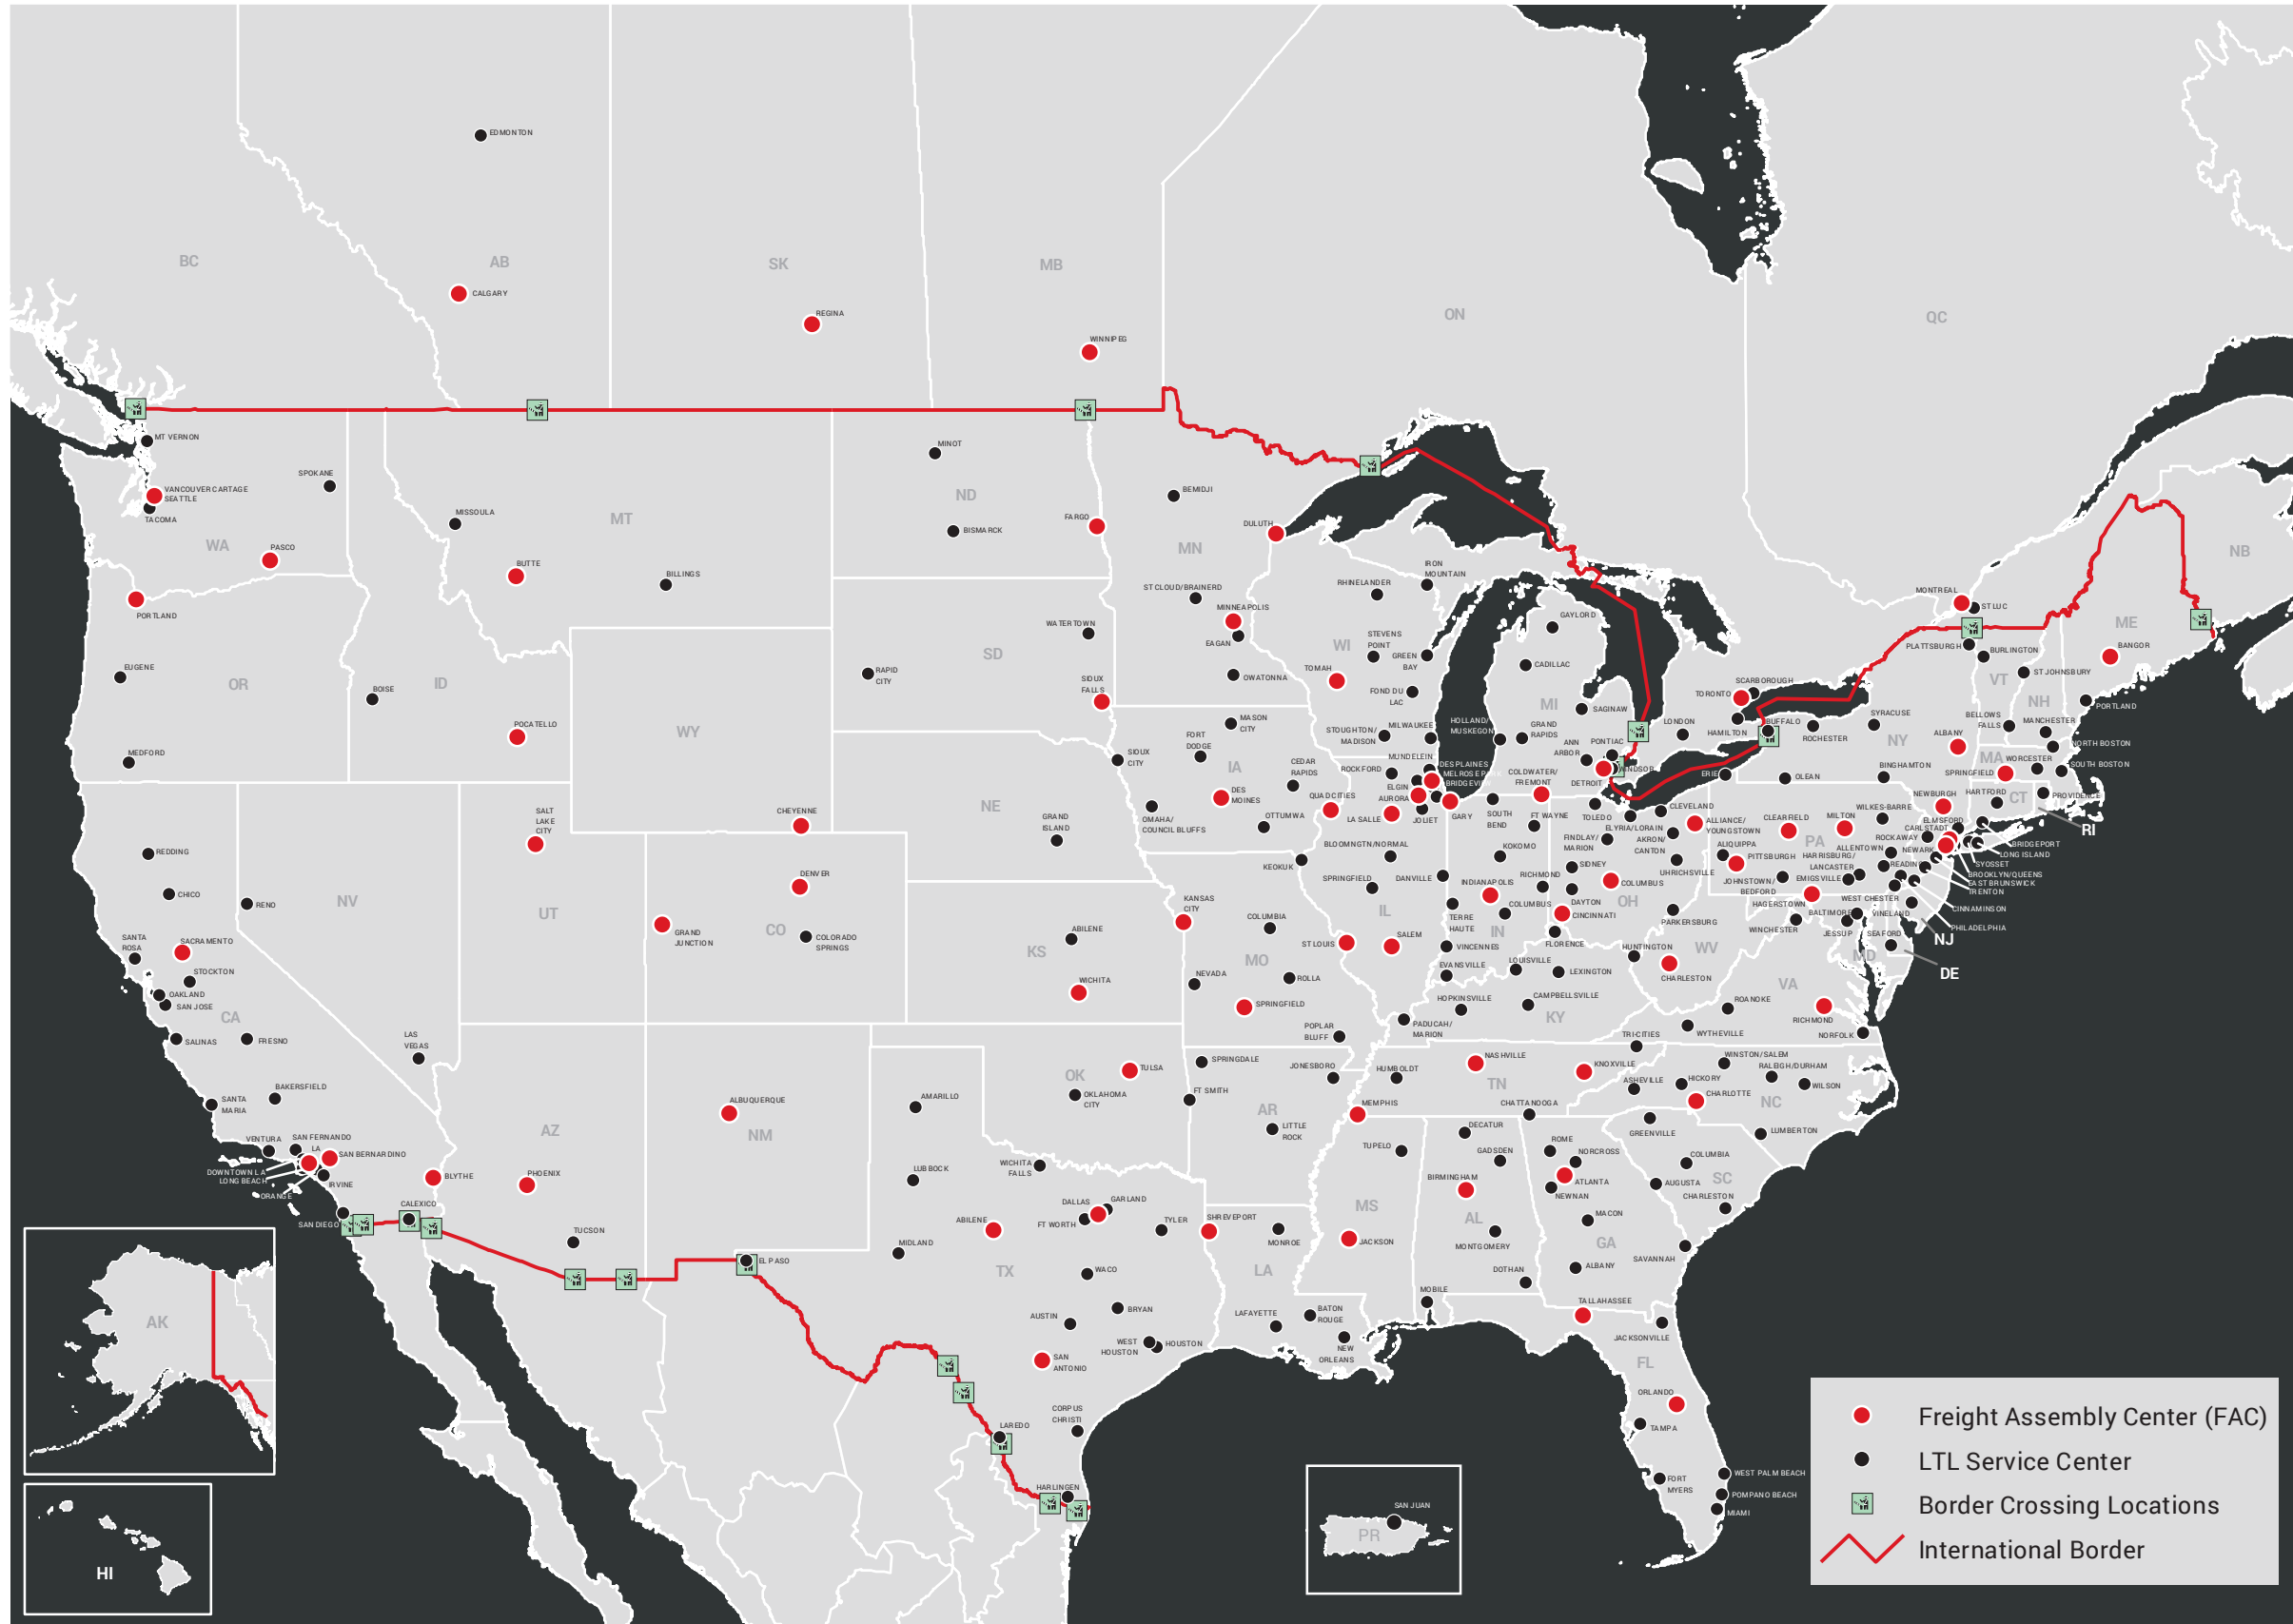 EDMONTON
BC
AB
SK
MB
ON
QC
CALGARY
REGINA
WINNIPEG
MT VERNON
SPOKANE
VANCOUVER CARTAGE
SEATTLE
TACOMA
WA
PASCO
PORTLAND
MISSOULA
MT
BUTTE
BILLINGS
MINOT
ND
BISMARCK
FARGO
BEMIDJI
DULUTH
MN
ST CLOUD/BRAINERD
MINNEAPOLIS
EAGAN
OWATONNA
WATERTOWN
SD
RAPID
CITY
SIOUX
FALLS
EUGENE
OR
MEDFORD
BOISE
ID
POCATELLO
WY
CHEYENNE
IRON
MOUNTAIN
RHINELANDER
STEVENS
POINT
GREEN
BAY
WI
TOMAH
FOND DU
LAC
STOUGHTON/
MADISON
MILWAUKEE
MUNDELEIN
ROCKFORD
GAYLORD
CADILLAC
MI
SAGINAW
HOLLAND/
MUSKEGON
GRAND
RAPIDS
ANN
ARBOR
PONTIAC
WINDSOR
DETROIT
LONDON
SCARBOROUGH
TORONTO
HAMILTON
BUFFALO
ROCHESTER
SYRACUSE
NY
ALBANY
MONTREAL
ST LUC
PLATTSBURGH
BURLINGTON
ST JOHNSBURY
VT
NH
ME
BANGOR
NB
PORTLAND
BELLOWS
FALLS
MANCHESTER
NORTH BOSTON
MA
WORCESTER
SOUTH BOSTON
SPRINGFIELD
HARTFORD
CT
PROVIDENCE
RI
NEWBURGH
ELMSFORD
CARLSTADT
ROCKAWAY
NEWARK
BRIDGEPORT
LONG ISLAND
SYOSSET
BROOKLYN/QUEENS
EAST BRUNSWICK
TRENTON
CINNAMINSON
PHILADELPHIA
NJ
DE
BINGHAMTON
OLEAN
ERIE
WILKES-BARRE
CLEARFIELD
MILTON
PA
ALLENTOWN
READING
HARRISBURG/
LANCASTER
EMIGSVILLE
JOHNSTOWN/
BEDFORD
ALIQUIPPA
PITTSBURGH
HAGERSTOWN
WEST CHESTER
BALTIMORE
VINELAND
WINCHESTER
JESSUP
SEAFORD
MD
DES PLAINES
MELROSE PARK
BRIDGEVIEW
ELGIN
AURORA
JOLIET
GARY
LA SALLE
QUAD CITIES
CEDAR
RAPIDS
MASON
CITY
FORT
DODGE
IA
DES
MOINES
OTTUMWA
KEOKUK
SIOUX
CITY
NE
OMAHA/
COUNCIL BLUFFS
GRAND
ISLAND
COLDWATER/
FREMONT
SOUTH
BEND
FT WAYNE
TOLEDO
CLEVELAND
ELYRIA/LORAIN
FINDLAY/
MARION
AKRON/
CANTON
ALLIANCE/
YOUNGSTOWN
UHRICHSVILLE
KOKOMO
SIDNEY
RICHMOND
COLUMBUS
DAYTON
CINCINNATI
OH
PARKERSBURG
BLOOMNGTN/NORMAL
SPRINGFIELD
DANVILLE
INDIANAPOLIS
COLUMBUS
TERRE
HAUTE
IN
IL
SALEM
VINCENNES
EVANSVILLE
FLORENCE
LOUISVILLE
LEXINGTON
HUNTINGTON
CHARLESTON
WV
VA
ROANOKE
RICHMOND
NORFOLK
WYTHEVILLE
HOPKINSVILLE
CAMPBELLSVILLE
KY
PADUCAH/
MARION
TRI-CITIES
SALT
LAKE
CITY
NV
UT
REDDING
CHICO
RENO
SANTA
ROSA
SACRAMENTO
STOCKTON
OAKLAND
SAN JOSE
CA
SALINAS
FRESNO
LAS
VEGAS
BAKERSFIELD
SANTA
MARIA
VENTURA
SAN FERNANDO
LA
SAN BERNARDINO
DOWNTOWN LA
LONG BEACH
IRVINE
ORANGE
SAN DIEGO
CALEXICO
BLYTHE
PHOENIX
AZ
TUCSON
DENVER
GRAND
JUNCTION
CO
COLORADO
SPRINGS
KS
ABILENE
WICHITA
KANSAS
CITY
COLUMBIA
ST LOUIS
MO
NEVADA
ROLLA
SPRINGFIELD
POPLAR
BLUFF
ALBUQUERQUE
NM
AMARILLO
LUBBOCK
OK
TULSA
OKLAHOMA
CITY
WICHITA
FALLS
SPRINGDALE
FT SMITH
JONESBORO
AR
LITTLE
ROCK
HUMBOLDT
NASHVILLE
TN
KNOXVILLE
MEMPHIS
CHATTANOOGA
ASHEVILLE
HICKORY
CHARLOTTE
WINSTON/SALEM
RALEIGH/DURHAM
WILSON
NC
LUMBERTON
GREENVILLE
COLUMBIA
SC
AUGUSTA
CHARLESTON
TUPELO
DECATUR
GADSDEN
BIRMINGHAM
ROME
NORCROSS
ATLANTA
NEWNAN
MACON
GA
SAVANNAH
ALBANY
MS
JACKSON
AL
MONTGOMERY
DOTHAN
MOBILE
TALLAHASSEE
JACKSONVILLE
FL
ORLANDO
TAMPA
FORT
MYERS
WEST PALM BEACH
POMPANO BEACH
MIAMI
EL PASO
MIDLAND
ABILENE
DALLAS
GARLAND
FT WORTH
TYLER
SHREVEPORT
MONROE
LA
TX
WACO
BRYAN
AUSTIN
WEST
HOUSTON
HOUSTON
SAN
ANTONIO
CORPUS
CHRISTI
LAREDO
HARLINGEN
LAFAYETTE
BATON
ROUGE
NEW
ORLEANS
AK
HI
SAN JUAN
PR
Freight Assembly Center (FAC)
LTL Service Center
Border Crossing Locations
International Border